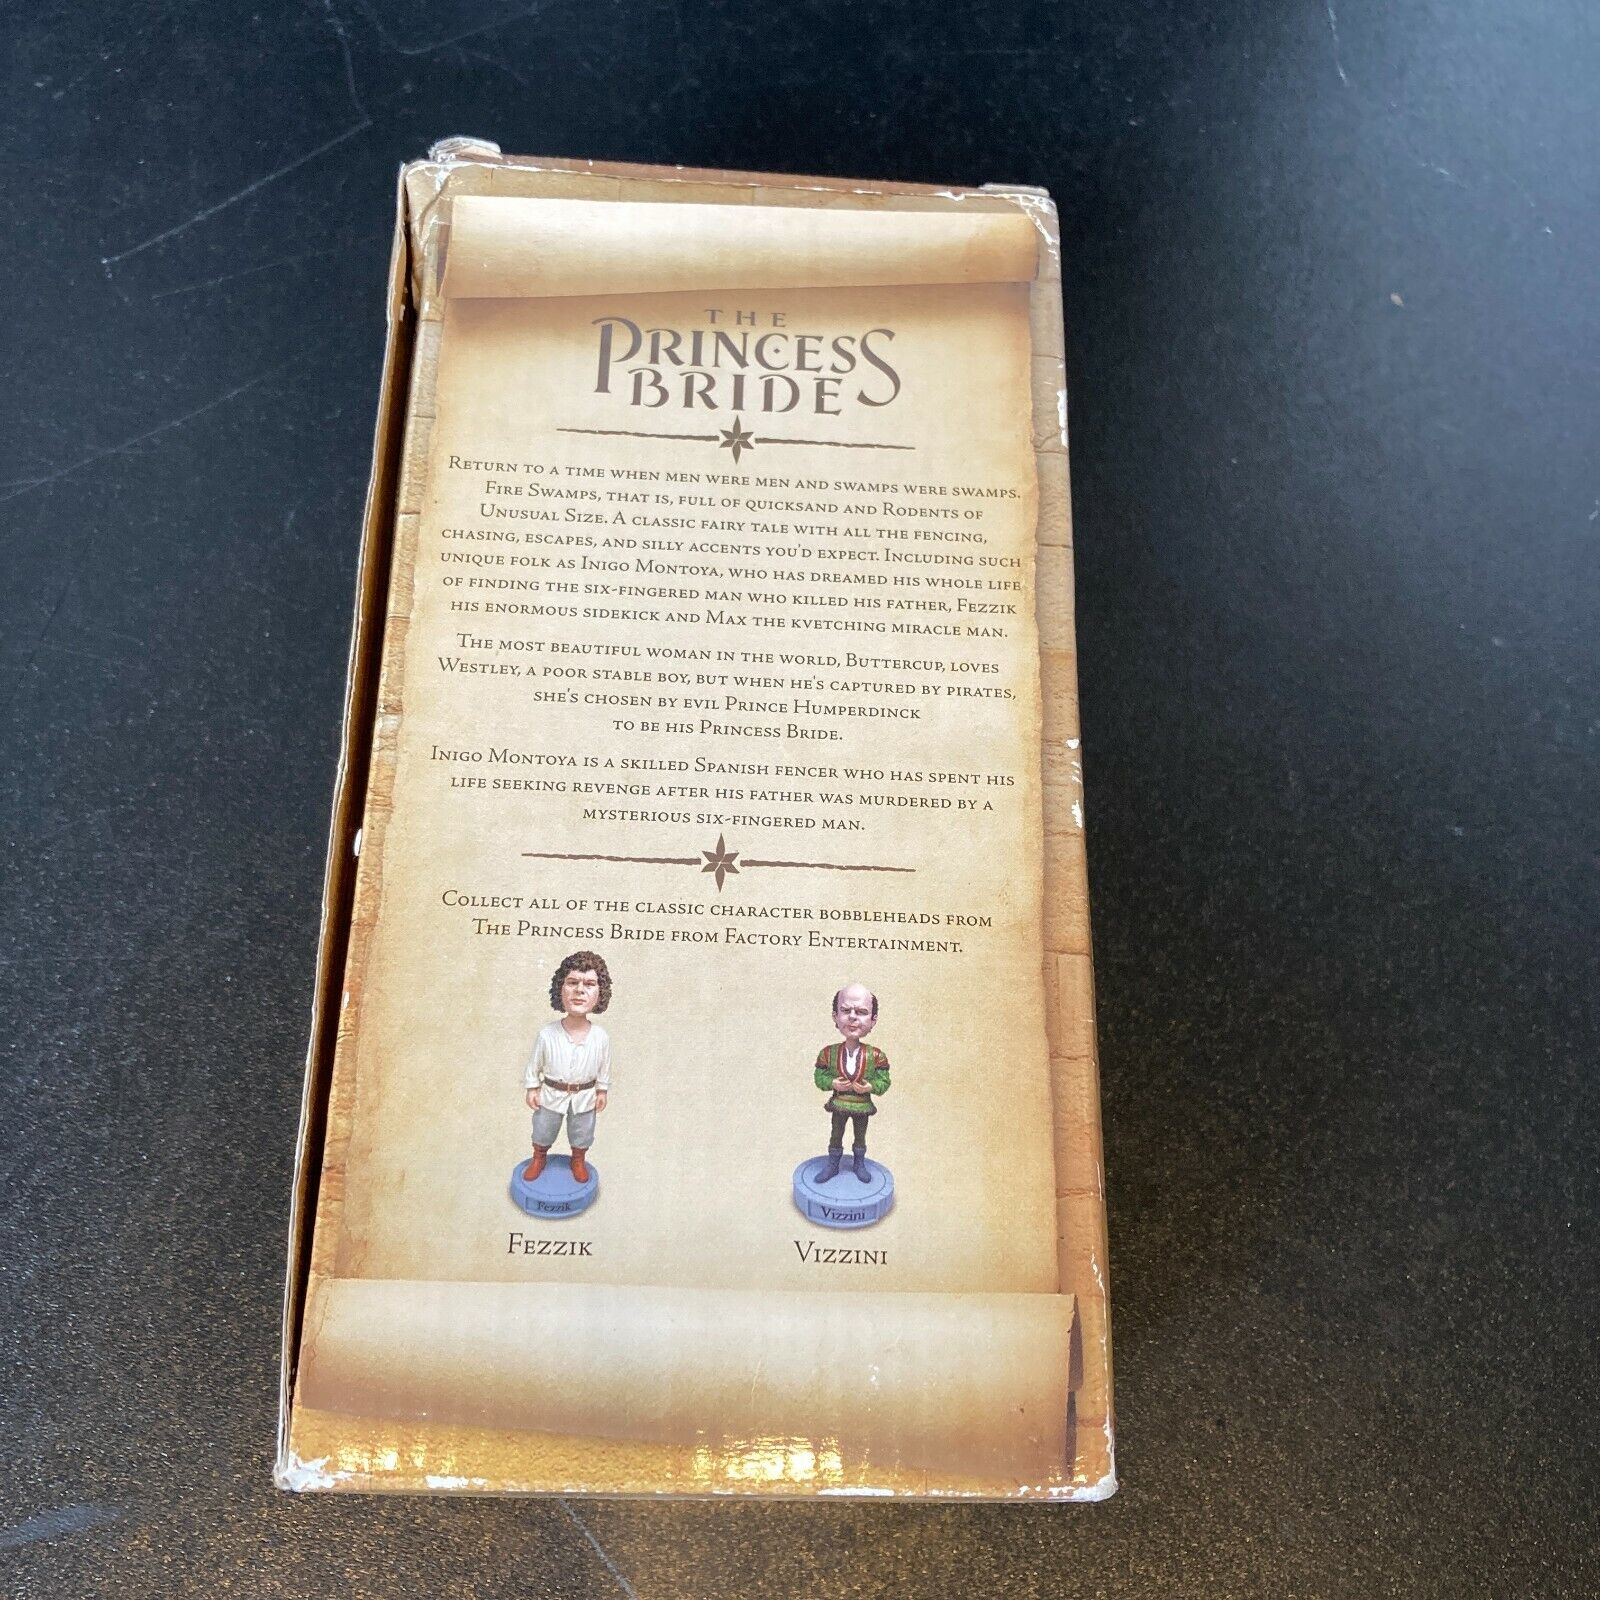 THE
PRINCESS
BRIDE
RETURN TO A TIME WHEN MEN WERE MEN AND SWAMPS WERE SWAMPS.
FIRE SWAMPS, THAT IS, FULL OF QUICKSAND AND RODENTS OF
UNUSUAL SIZE. A CLASSIC FAIRY TALE WITH ALL THE FENCING,
CHASING, ESCAPES, AND SILLY ACCENTS YOU'D EXPECT. INCLUDING SUCH
UNIQUE FOLK AS INIGO MONTOYA, WHO HAS DREAMED HIS WHOLE LIFE
OF FINDING THE SIX-FINGERED MAN WHO KILLED HIS FATHER, FEZZIK
HIS ENORMOUS SIDEKICK AND MAX THE KVETCHING MIRACLE MAN.
THE MOST BEAUTIFUL WOMAN IN THE WORLD, BUTTERCUP, LOVES
WESTLEY, A POOR STABLE BOY, BUT WHEN HE'S CAPTURED BY PIRATES,
SHE'S CHOSEN BY EVIL PRINCE HUMPERDINCK
TO BE HIS PRINCESS BRIDE.
INIGO MONTOYA IS A SKILLED SPANISH FENCER WHO HAS SPENT HIS
LIFE SEEKING REVENGE AFTER HIS FATHER WAS MURDERED BY A
MYSTERIOUS SIX-FINGERED MAN.
COLLECT ALL OF THE CLASSIC CHARACTER BOBBLEHEADS FROM
THE PRINCESS BRIDE FROM FACTORY ENTERTAINMENT.
Fezzik
Vizzini
FEZZIK
VIZZINI